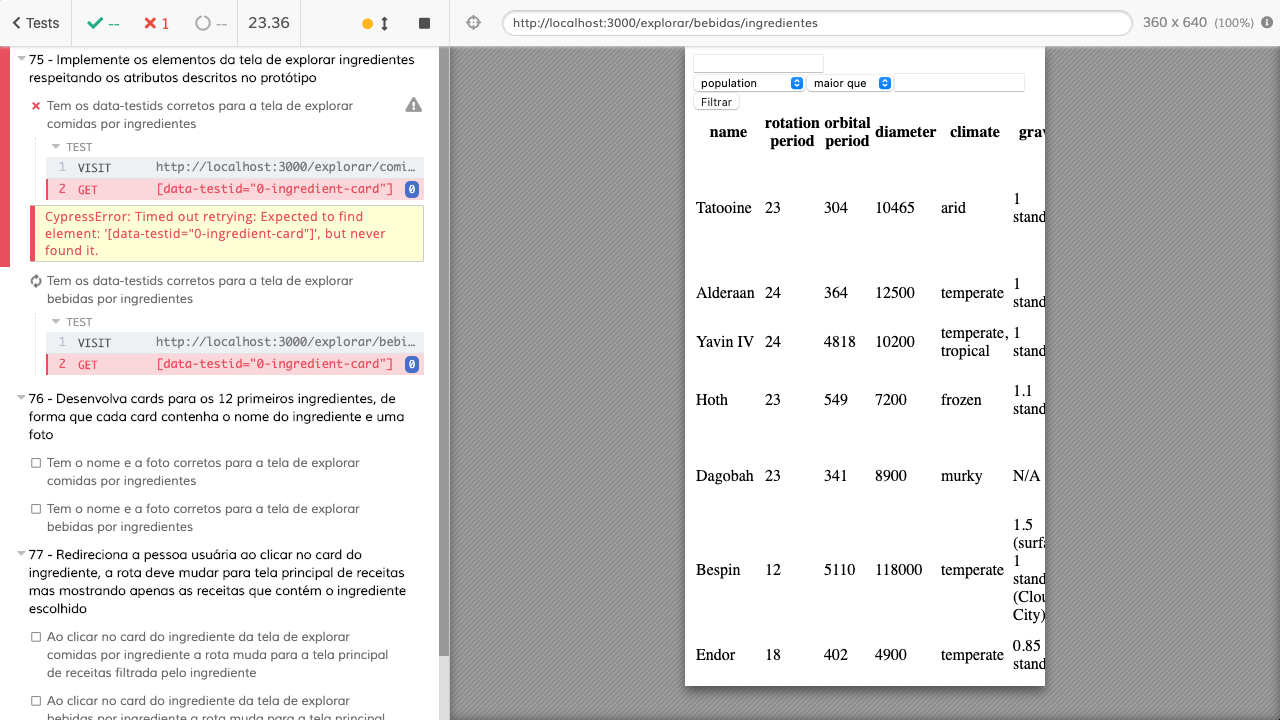 Tests
--
1
--
23.36
http://localhost:3000/explorar/bebidas/ingredientes
360 x 640 (100%)
75 - Implemente os elementos da tela de explorar ingredientes
respeitando os atributos descritos no protótipo
Tem os data-testids corretos para a tela de explorar
comidas por ingredientes
TEST
1 VISIT http://localhost:3000/explorar/comi…
2 GET [data-testid="0-ingredient-card"] 0
CypressError: Timed out retrying: Expected to find
element: '[data-testid="0-ingredient-card"]', but never
found it.
Tem os data-testids corretos para a tela de explorar
bebidas por ingredientes
TEST
1 VISIT http://localhost:3000/explorar/bebi…
2 GET [data-testid="0-ingredient-card"] 0
76 - Desenvolva cards para os 12 primeiros ingredientes, de
forma que cada card contenha o nome do ingrediente e uma
foto
Tem o nome e a foto corretos para a tela de explorar
comidas por ingredientes
Tem o nome e a foto corretos para a tela de explorar
bebidas por ingredientes
77 - Redireciona a pessoa usuária ao clicar no card do
ingrediente, a rota deve mudar para tela principal de receitas
mas mostrando apenas as receitas que contém o ingrediente
escolhido
Ao clicar no card do ingrediente da tela de explorar
comidas por ingrediente a rota muda para a tela principal
de receitas filtrada pelo ingrediente
Ao clicar no card do ingrediente da tela de explorar
bebidas por ingrediente a rota muda para a tela principal
population maior que
Filtrar
name rotation period orbital period diameter climate grav
Tatooine 23 304 10465 arid 1 stand
Alderaan 24 364 12500 temperate 1 stand
Yavin IV 24 4818 10200 temperate, tropical 1 stand
Hoth 23 549 7200 frozen 1.1 stand
Dagobah 23 341 8900 murky N/A
Bespin 12 5110 118000 temperate 1.5 (surfa 1 stand (Clou City)
Endor 18 402 4900 temperate 0.85 stand